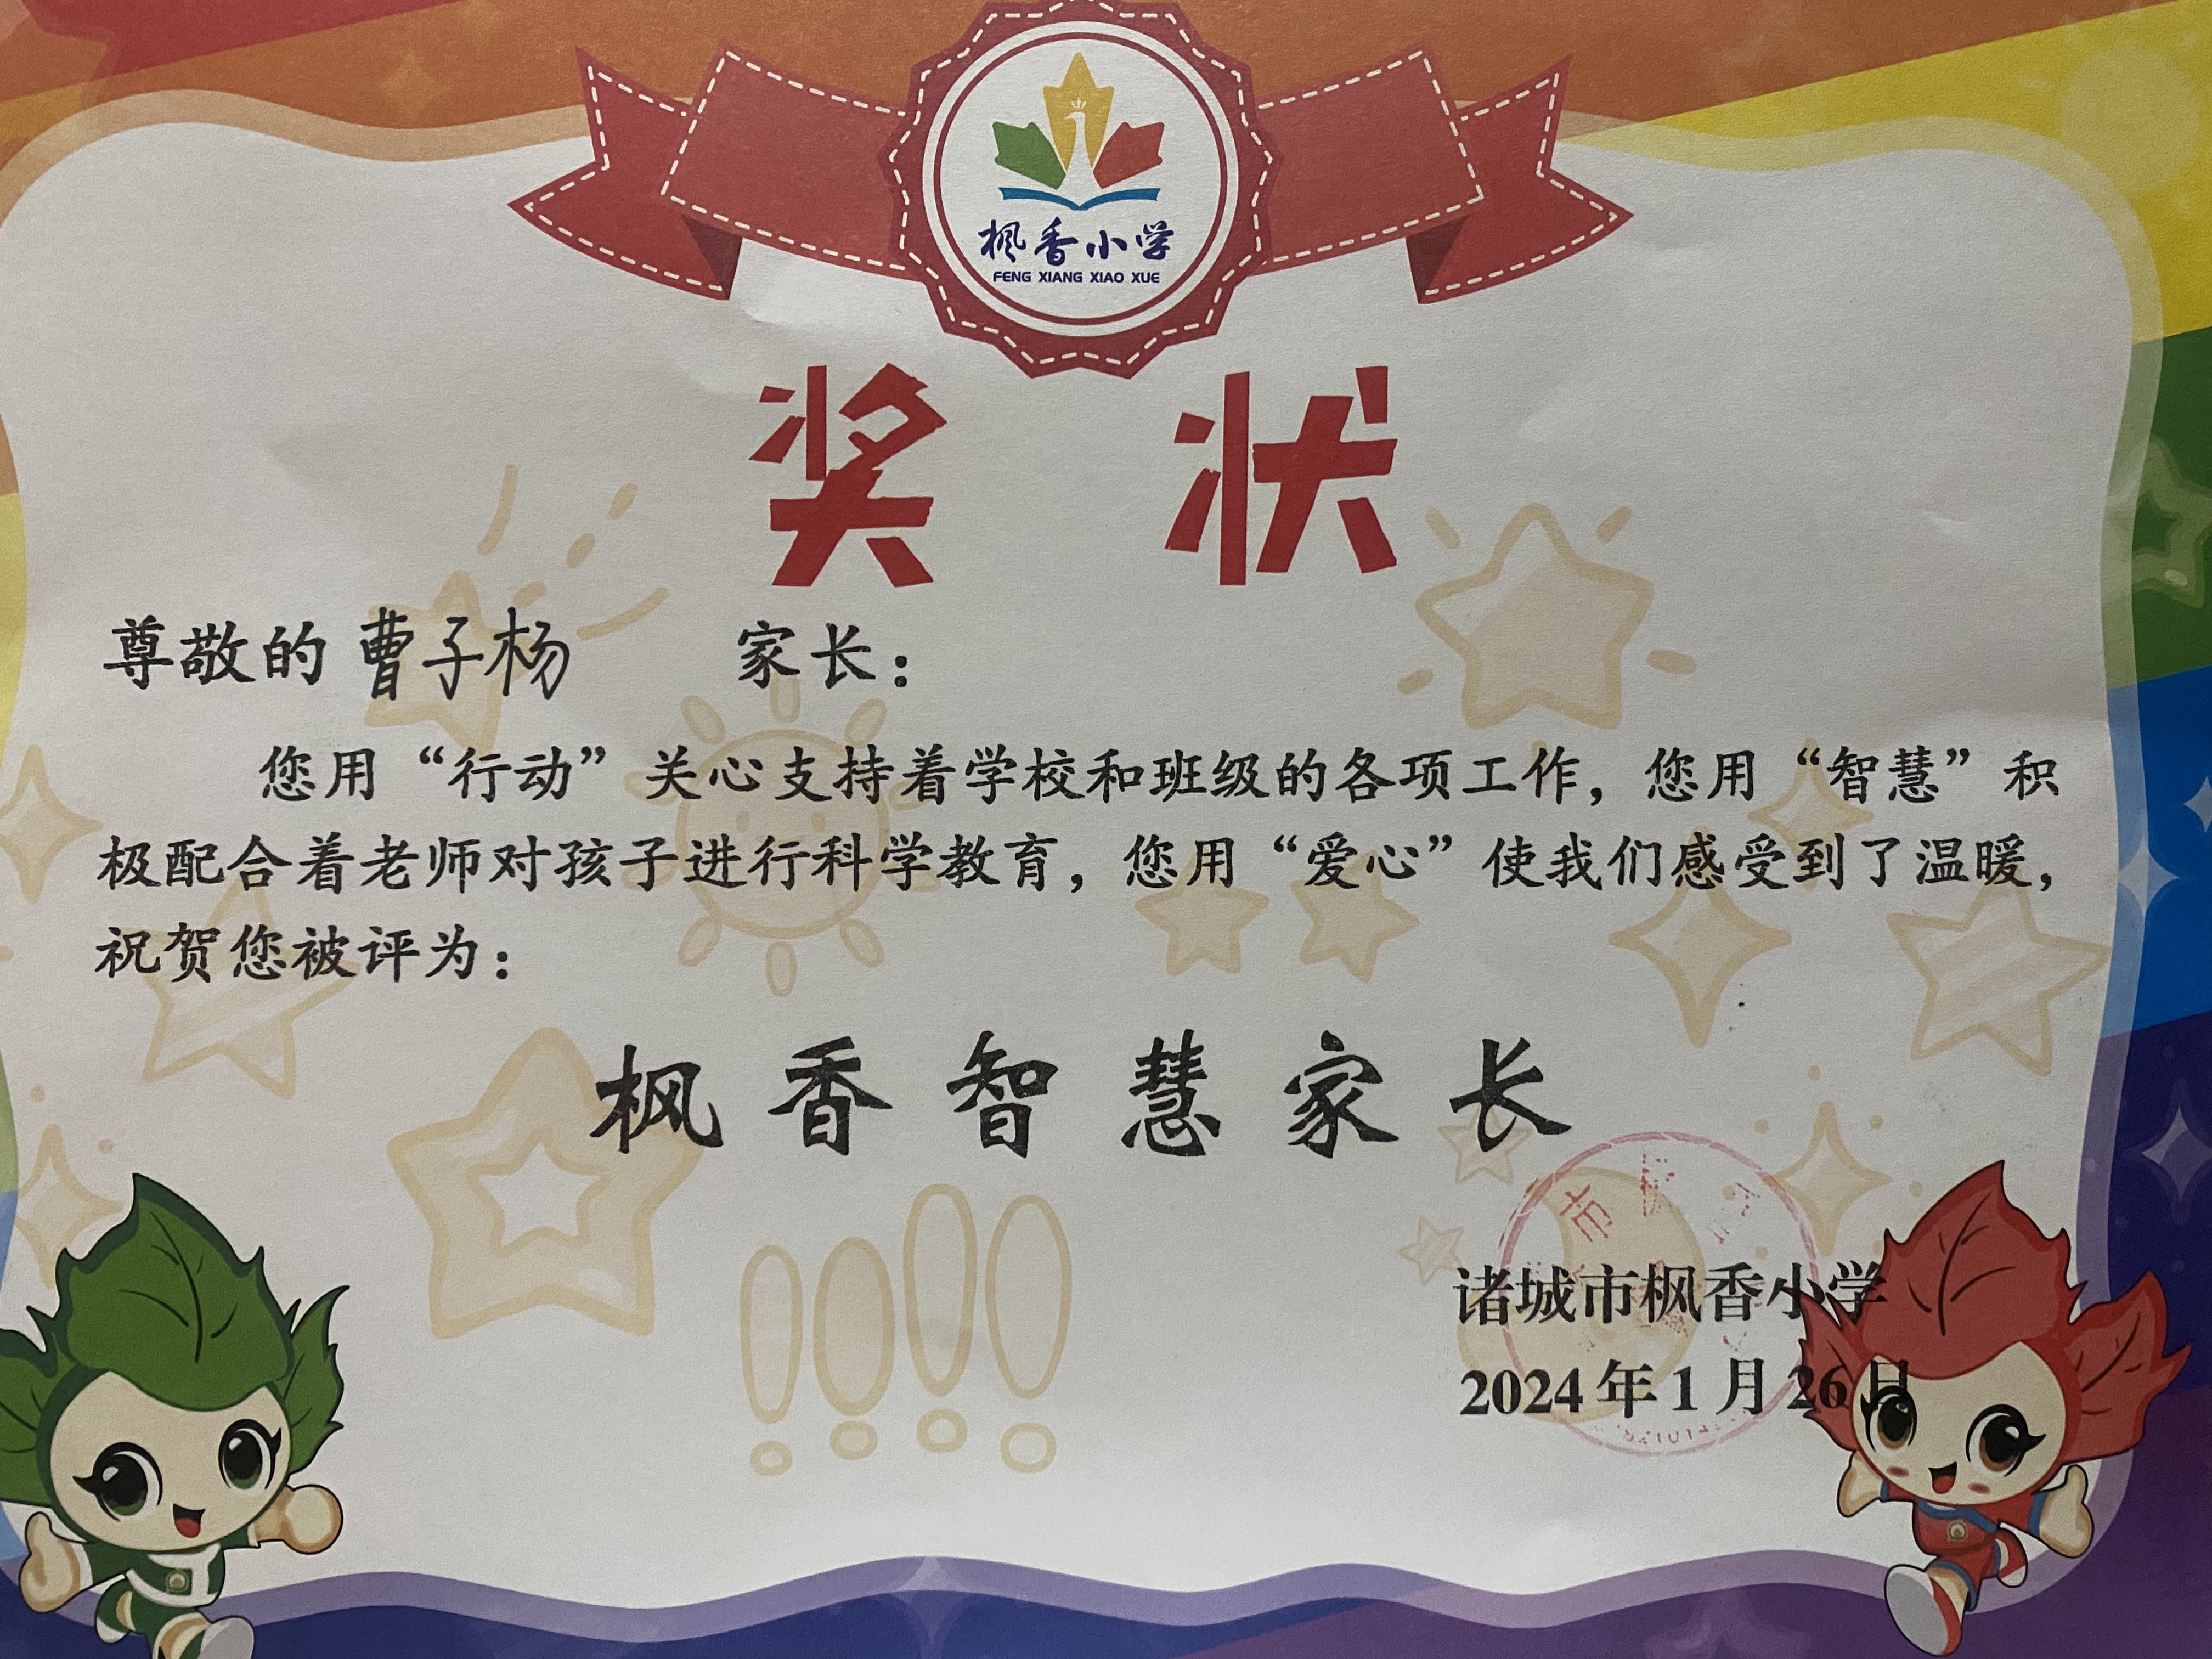 枫香小学
FENG XIANG XIAO XUE
奖 状
尊敬的 曹子杨 家长：
您用“行动”关心支持着学校和班级的各项工作，您用“智慧”积
极配合着老师对孩子进行科学教育，您用“爱心”使我们感受到了温暖，
祝贺您被评为：
枫香智慧家长
诸城市枫香小学
2024年1月26日